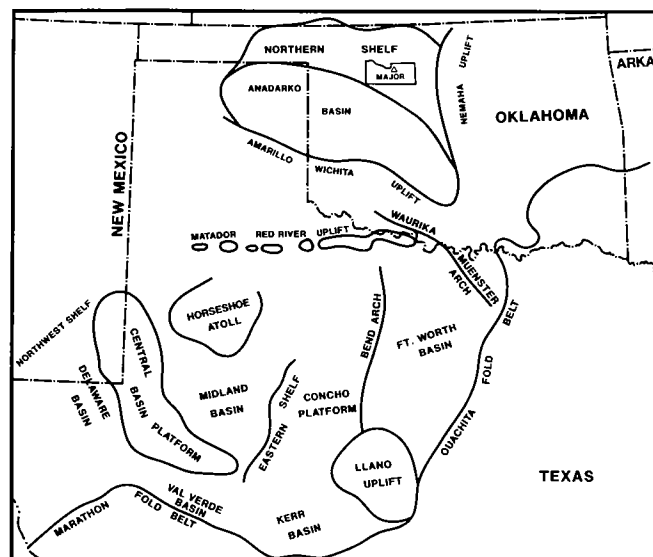 NORTHERN SHELF
MAJOR
NEMAHA UPLIFT
ARKA
ANADARKO
BASIN
OKLAHOMA
AMARILLO
WICHITA
UPLIFT
NEW MEXICO
WAURIKA
MUENSTER
ARCH
MATADOR
RED RIVER
UPLIFT
HORSESHOE
ATOLL
BEND ARCH
FT. WORTH
BASIN
NORTHWEST SHELF
DELAWARE
BASIN
CENTRAL
BASIN
PLATFORM
MIDLAND
BASIN
EASTERN SHELF
CONCHO
PLATFORM
OUACHITA FOLD BELT
LLANO
UPLIFT
TEXAS
VAL VERDE
BASIN
MARATHON FOLD BELT
KERR
BASIN